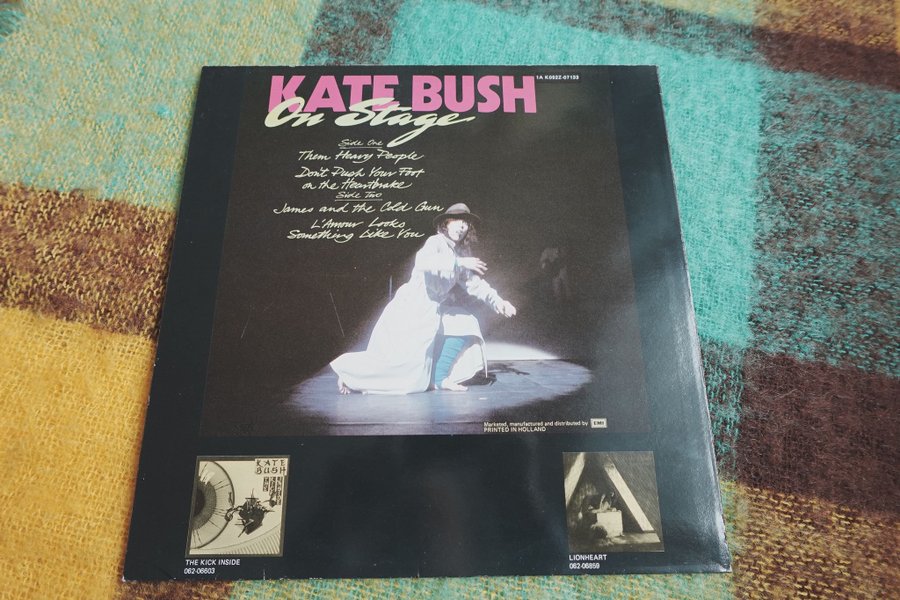 KATE BUSH
1A K052Z-07133
On Stage
Side One
Them Heavy People
Don't Push Your Foot
on the Heartbrake
Side Two
James and the Cold Gun
L'Amour Looks
Something Like You
Marketed, manufactured and distributed by EMI
PRINTED IN HOLLAND
KATE
BUSH
THE KICK INSIDE
062-06603
LIONHEART
062-06859